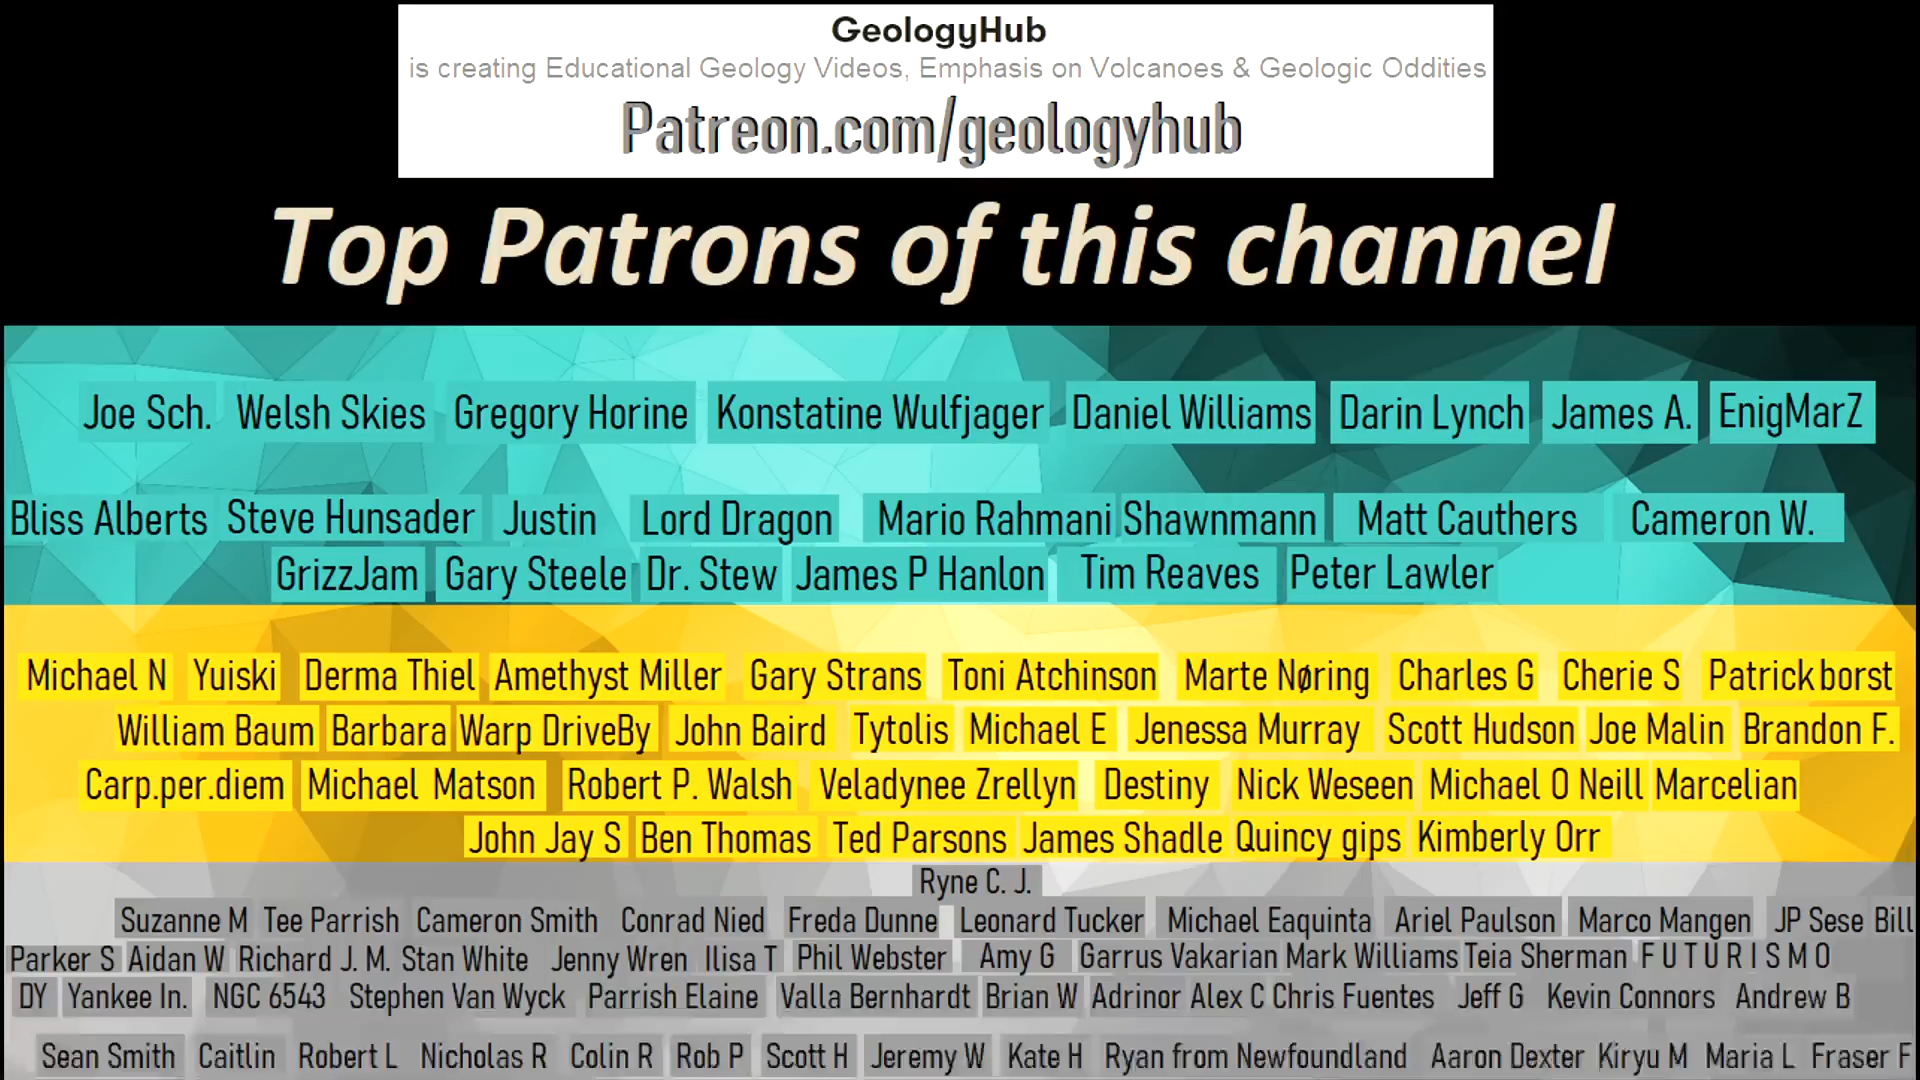 GeologyHub
is creating Educational Geology Videos, Emphasis on Volcanoes & Geologic Oddities
Patreon.com/geologyhub
Top Patrons of this channel
Joe Sch. Welsh Skies Gregory Horine Konstatine Wulfjager Daniel Williams Darin Lynch James A. EnigMarZ
Bliss Alberts Steve Hunsader Justin Lord Dragon Mario Rahmani Shawnmann Matt Cauthers Cameron W.
GrizzJam Gary Steele Dr. Stew James P Hanlon Tim Reaves Peter Lawler
Michael N Yuiski Derma Thiel Amethyst Miller Gary Strans Toni Atchinson Marte Nøring Charles G Cherie S Patrick borst
William Baum Barbara Warp DriveBy John Baird Tytolis Michael E Jenessa Murray Scott Hudson Joe Malin Brandon F.
Carp.per.diem Michael Matson Robert P. Walsh Veladynee Zrellyn Destiny Nick Weseen Michael O Neill Marcelian
John Jay S Ben Thomas Ted Parsons James Shadle Quincy gips Kimberly Orr
Ryne C. J.
Suzanne M Tee Parrish Cameron Smith Conrad Nied Freda Dunne Leonard Tucker Michael Eaquinta Ariel Paulson Marco Mangen JP Sese Bill
Parker S Aidan W Richard J. M. Stan White Jenny Wren Ilisa T Phil Webster Amy G Garrus Vakarian Mark Williams Teia Sherman F U T U R I S M O
DY Yankee In. NGC 6543 Stephen Van Wyck Parrish Elaine Valla Bernhardt Brian W Adrinor Alex C Chris Fuentes Jeff G Kevin Connors Andrew B
Sean Smith Caitlin Robert L Nicholas R Colin R Rob P Scott H Jeremy W Kate H Ryan from Newfoundland Aaron Dexter Kiryu M Maria L Fraser F